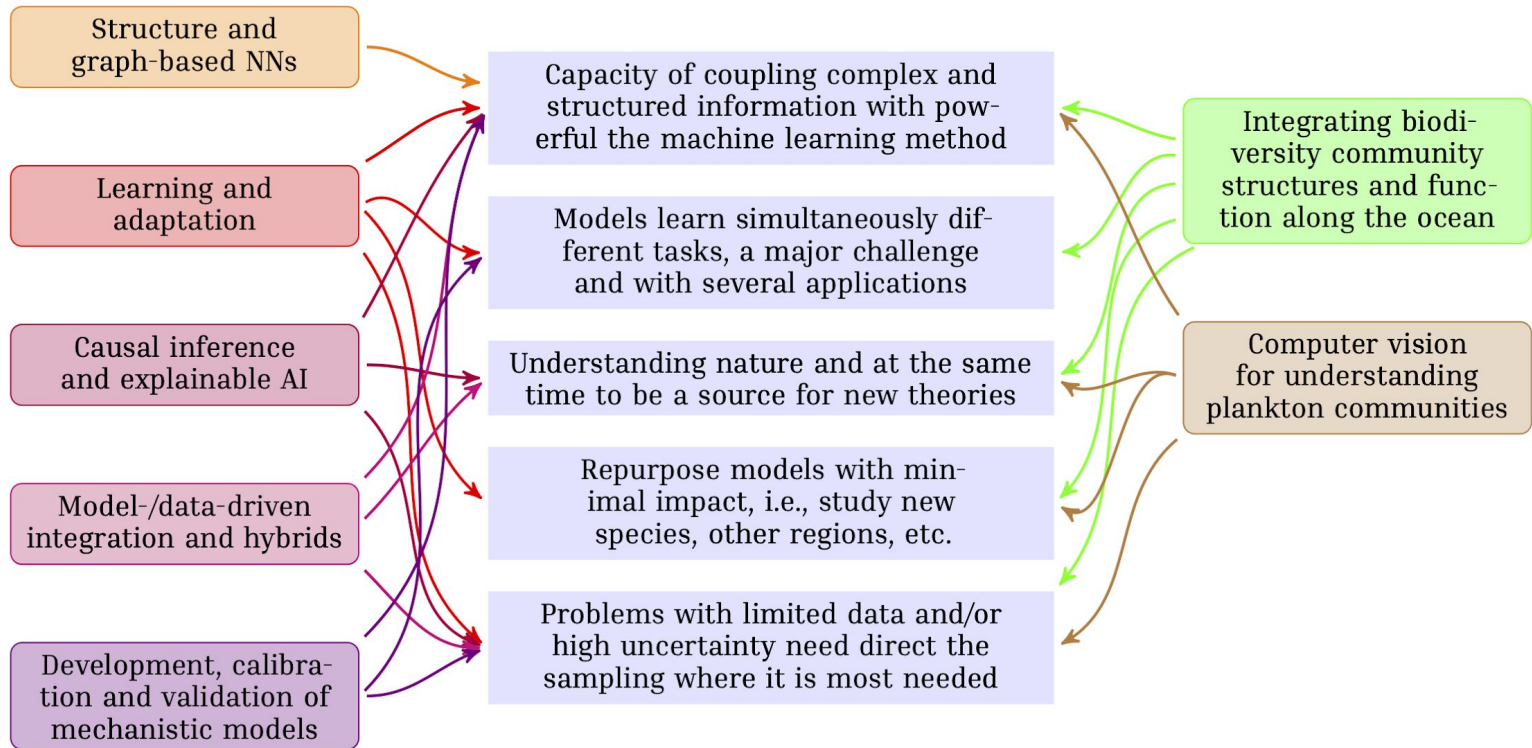 Structure and
graph-based NNs
Learning and
adaptation
Causal inference
and explainable AI
Model-/data-driven
integration and hybrids
Development, calibra-
tion and validation of
mechanistic models
Capacity of coupling complex and
structured information with pow-
erful the machine learning method
Models learn simultaneously dif-
ferent tasks, a major challenge
and with several applications
Understanding nature and at the same
time to be a source for new theories
Repurpose models with min-
imal impact, i.e., study new
species, other regions, etc.
Problems with limited data and/or
high uncertainty need direct the
sampling where it is most needed
Integrating biodi-
versity community
structures and func-
tion along the ocean
Computer vision
for understanding
plankton communities